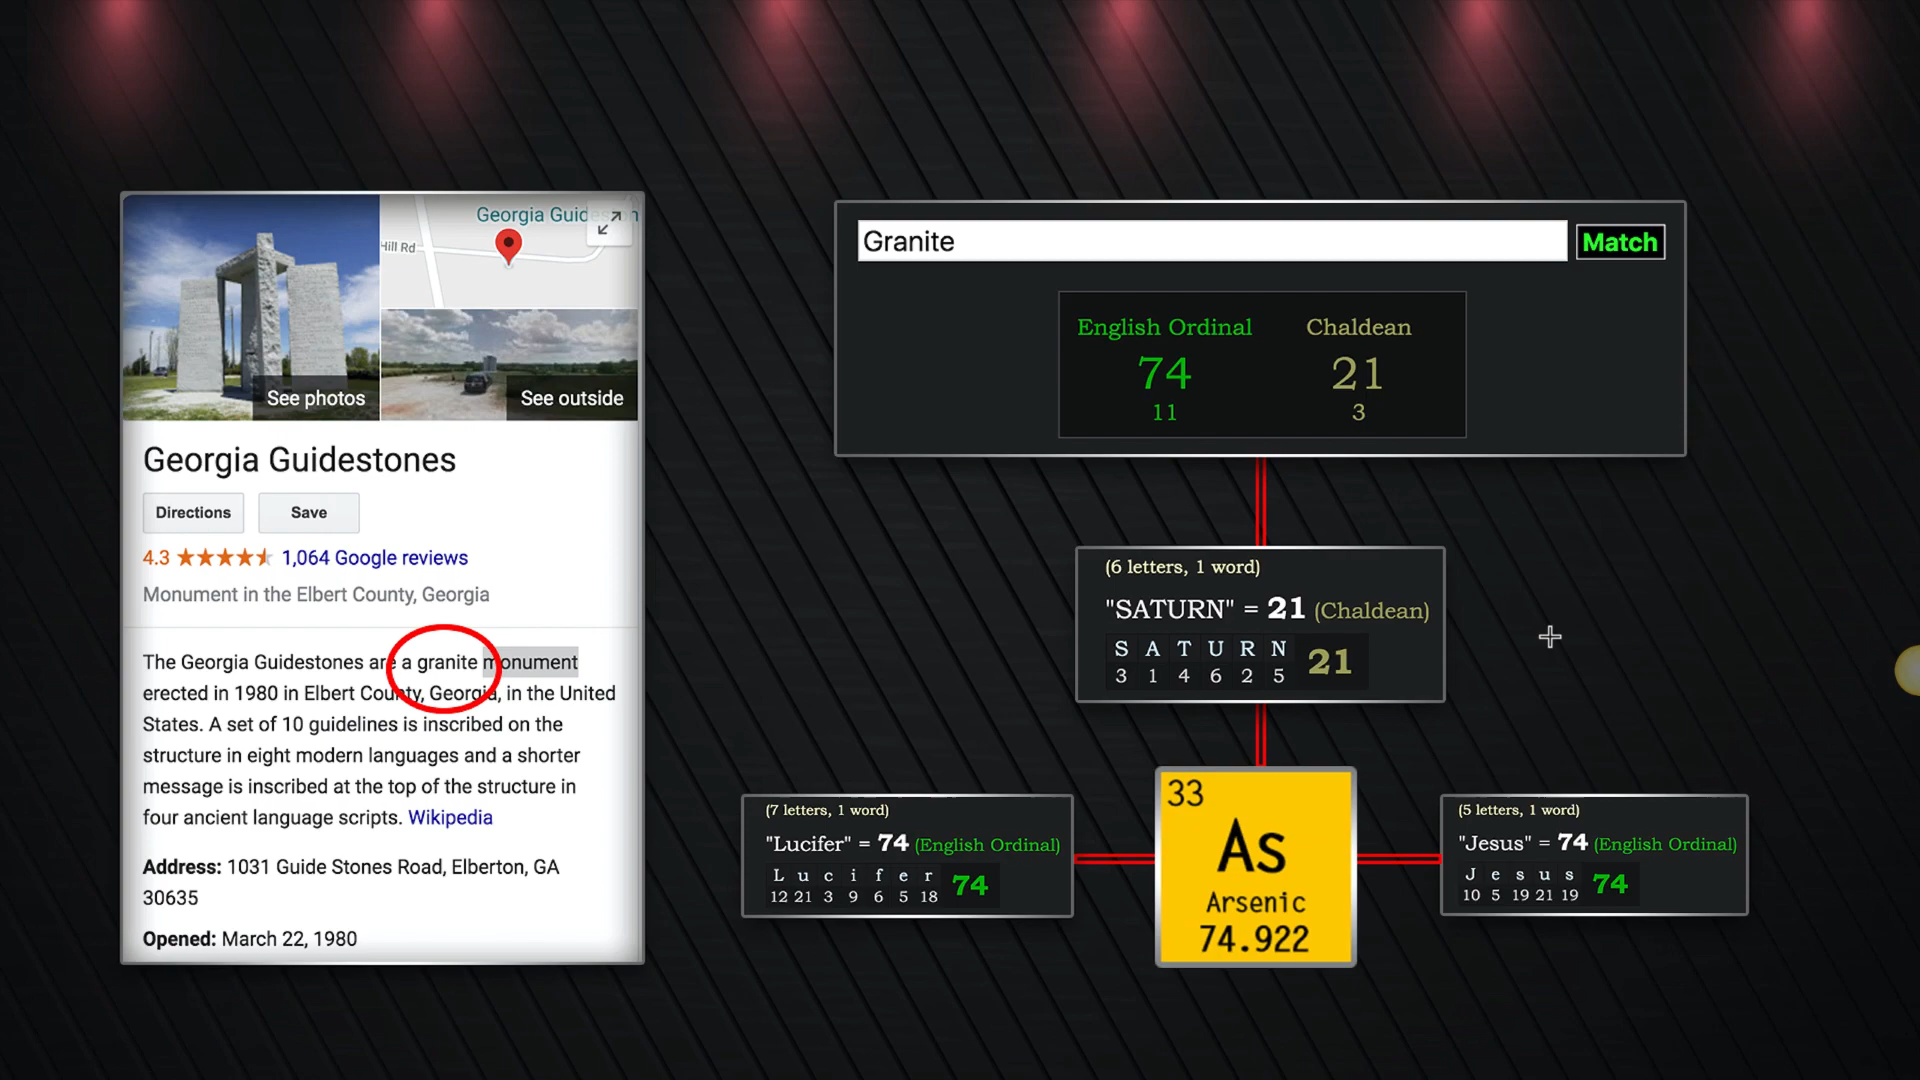 Georgia Guideston
Hill Rd
See photos
See outside
Georgia Guidestones
Directions
Save
4.3
1,064 Google reviews
Monument in the Elbert County, Georgia
The Georgia Guidestones are a granite monument
erected in 1980 in Elbert County, Georgia, in the United
States. A set of 10 guidelines is inscribed on the
structure in eight modern languages and a shorter
message is inscribed at the top of the structure in
four ancient language scripts. Wikipedia
Address: 1031 Guide Stones Road, Elberton, GA
30635
Opened: March 22, 1980
Granite
Match
English Ordinal Chaldean
74 21
11 3
(6 letters, 1 word)
"SATURN" = 21 (Chaldean)
S A T U R N
3 1 4 6 2 5
21
(7 letters, 1 word)
"Lucifer" = 74 (English Ordinal)
L u c i f e r
12 21 3 9 6 5 18
74
33
As
Arsenic
74.922
(5 letters, 1 word)
"Jesus" = 74 (English Ordinal)
J e s u s
10 5 19 21 19
74